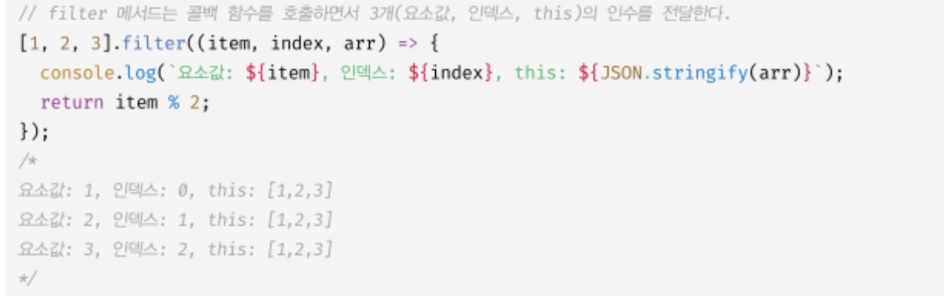 // filter 메서드는 콜백 함수를 호출하면서 3개(요소값, 인덱스, this)의 인수를 전달한다.
[1, 2, 3].filter((item, index, arr) => {
  console.log(`요소값: ${item}, 인덱스: ${index}, this: ${JSON.stringify(arr)}`);
  return item % 2;
});
/*
요소값: 1, 인덱스: 0, this: [1,2,3]
요소값: 2, 인덱스: 1, this: [1,2,3]
요소값: 3, 인덱스: 2, this: [1,2,3]
*/